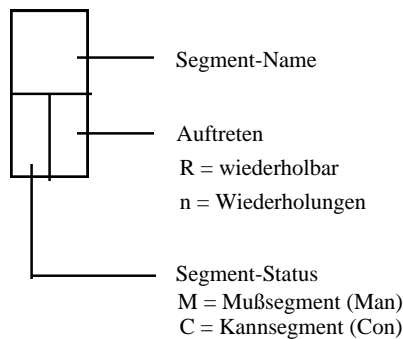 Segment-Name
Auftreten
R = wiederholbar
n = Wiederholungen
Segment-Status
M = Mußsegment (Man)
C = Kannsegment (Con)